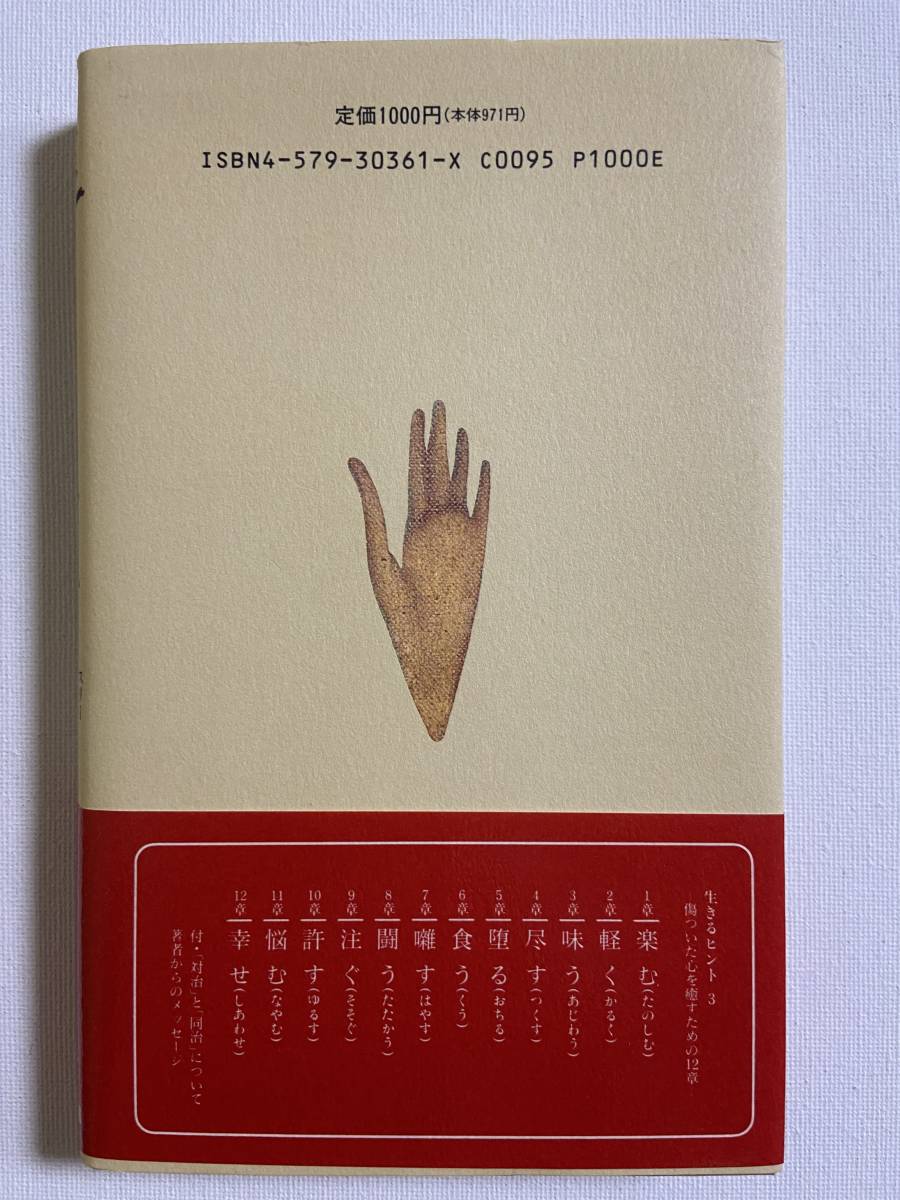 定価1000円(本体971円)
ISBN4-579-30361-X C0095 P1000E
生きるヒント 3
傷ついた心を癒すための12章
1章 楽む(たのしむ)
2章 軽く(かるく)
3章 味う(あじわう)
4章 尽す(つくす)
5章 堕る(おちる)
6章 食う(くう)
7章 囃す(はやす)
8章 闘う(たたかう)
9章 注ぐ(そそぐ)
10章 許す(ゆるす)
11章 悩む(なやむ)
12章 幸せ(しあわせ)
付・「対治」と「同治」について
著者からのメッセージ